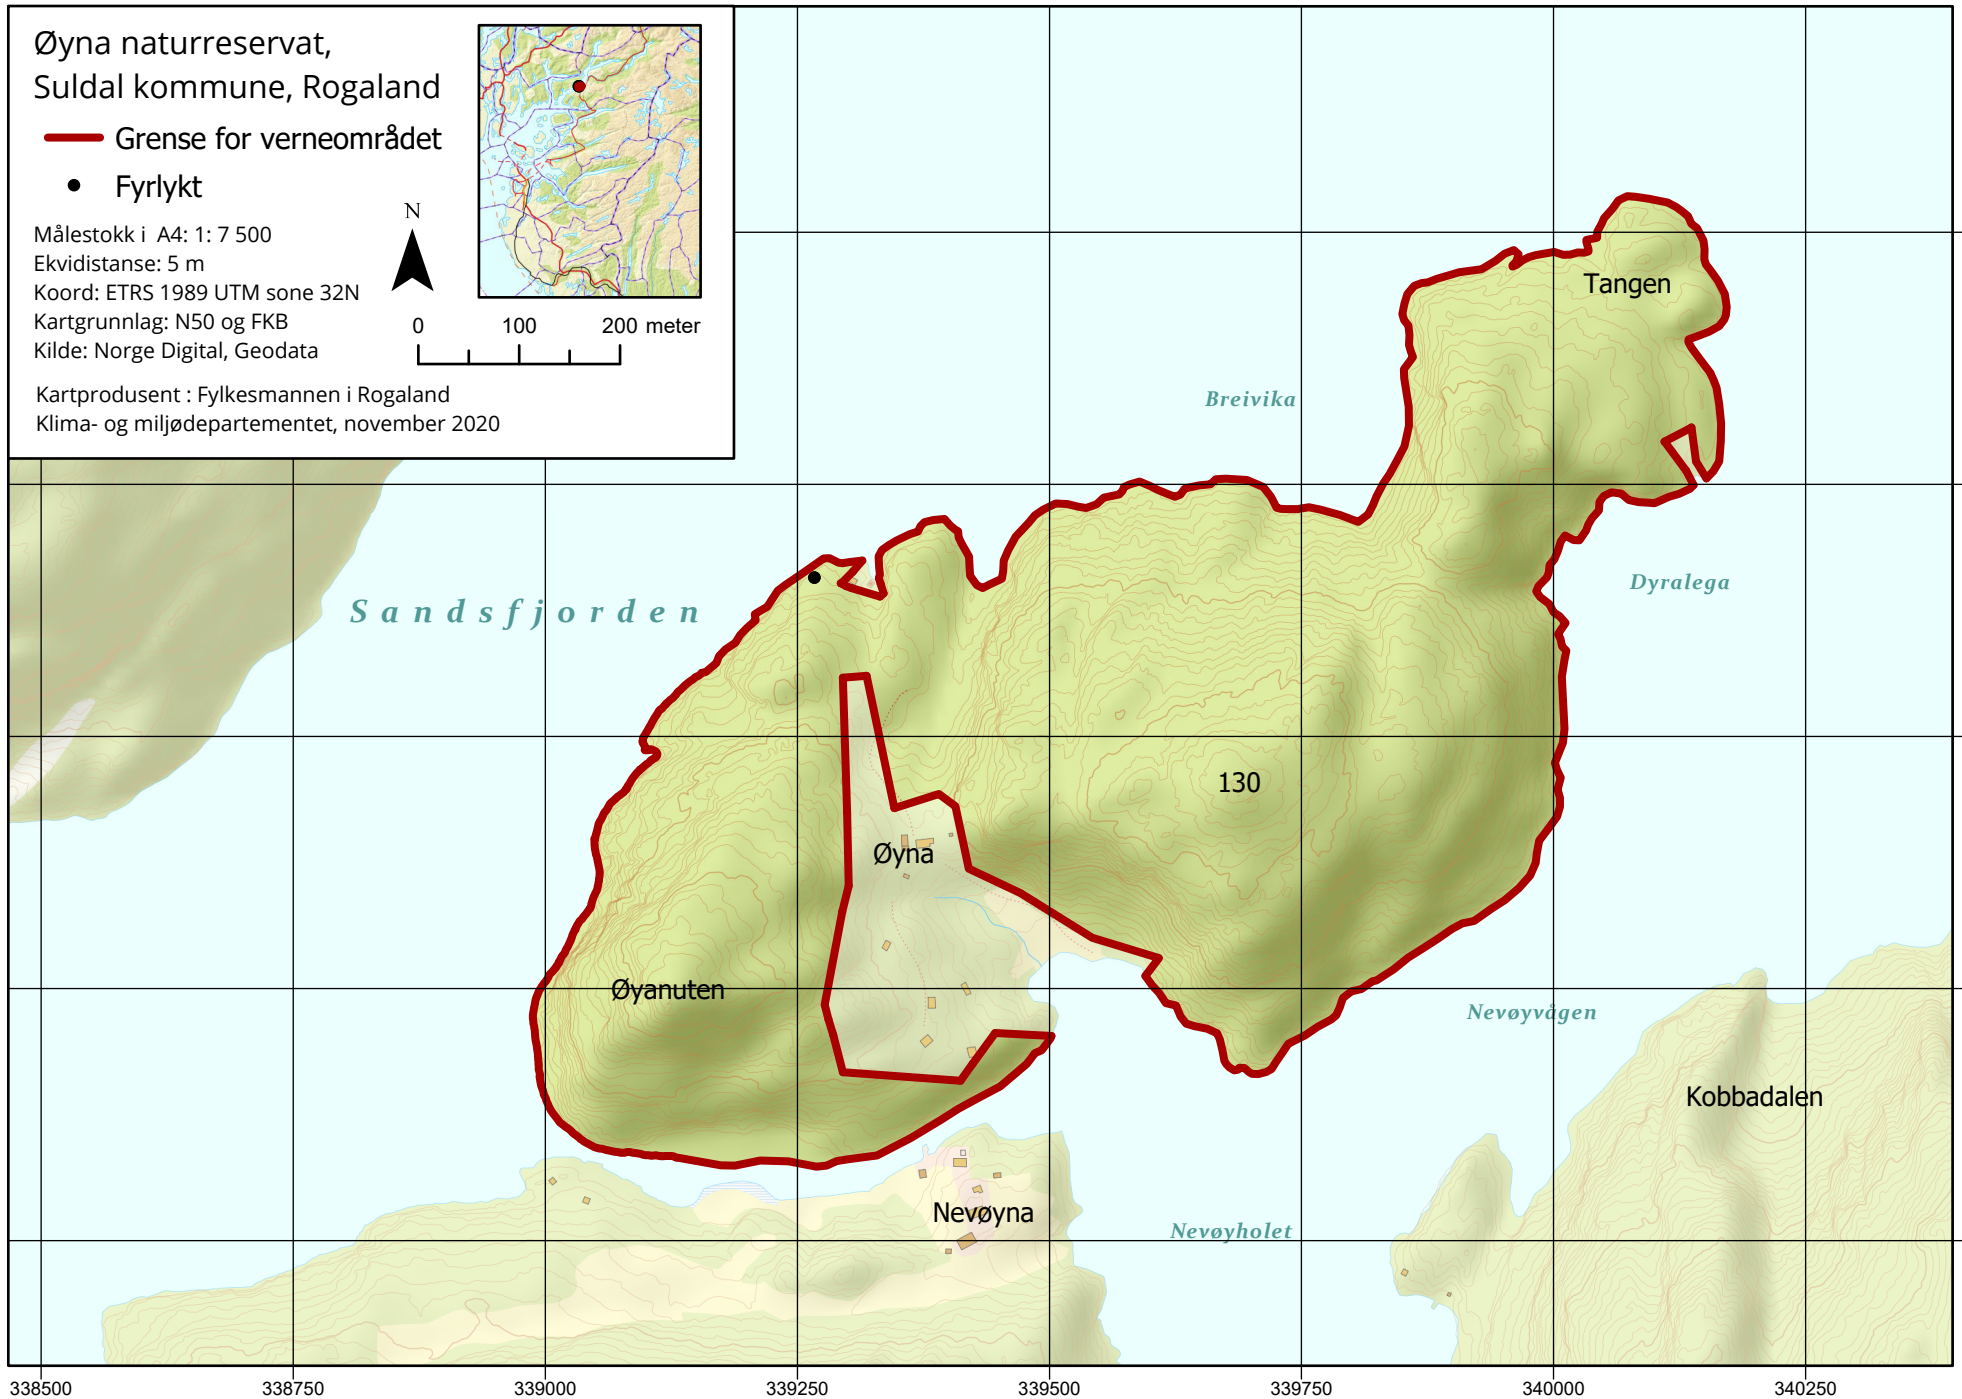 Øyna naturreservat,
Suldal kommune, Rogaland
Grense for verneområdet
Fyrlykt
Målestokk i A4: 1: 7 500
Ekvidistanse: 5 m
Koord: ETRS 1989 UTM sone 32N
Kartgrunnlag: N50 og FKB
Kilde: Norge Digital, Geodata
N
0 100 200 meter
Kartprodusent : Fylkesmannen i Rogaland
Klima- og miljødepartementet, november 2020
Tangen
Breivika
Dyralega
Sandsfjorden
130
Øyna
Øyanuten
Nevøyvågen
Kobbadalen
Nevøyna
Nevøyholet
338500 338750 339000 339250 339500 339750 340000 340250